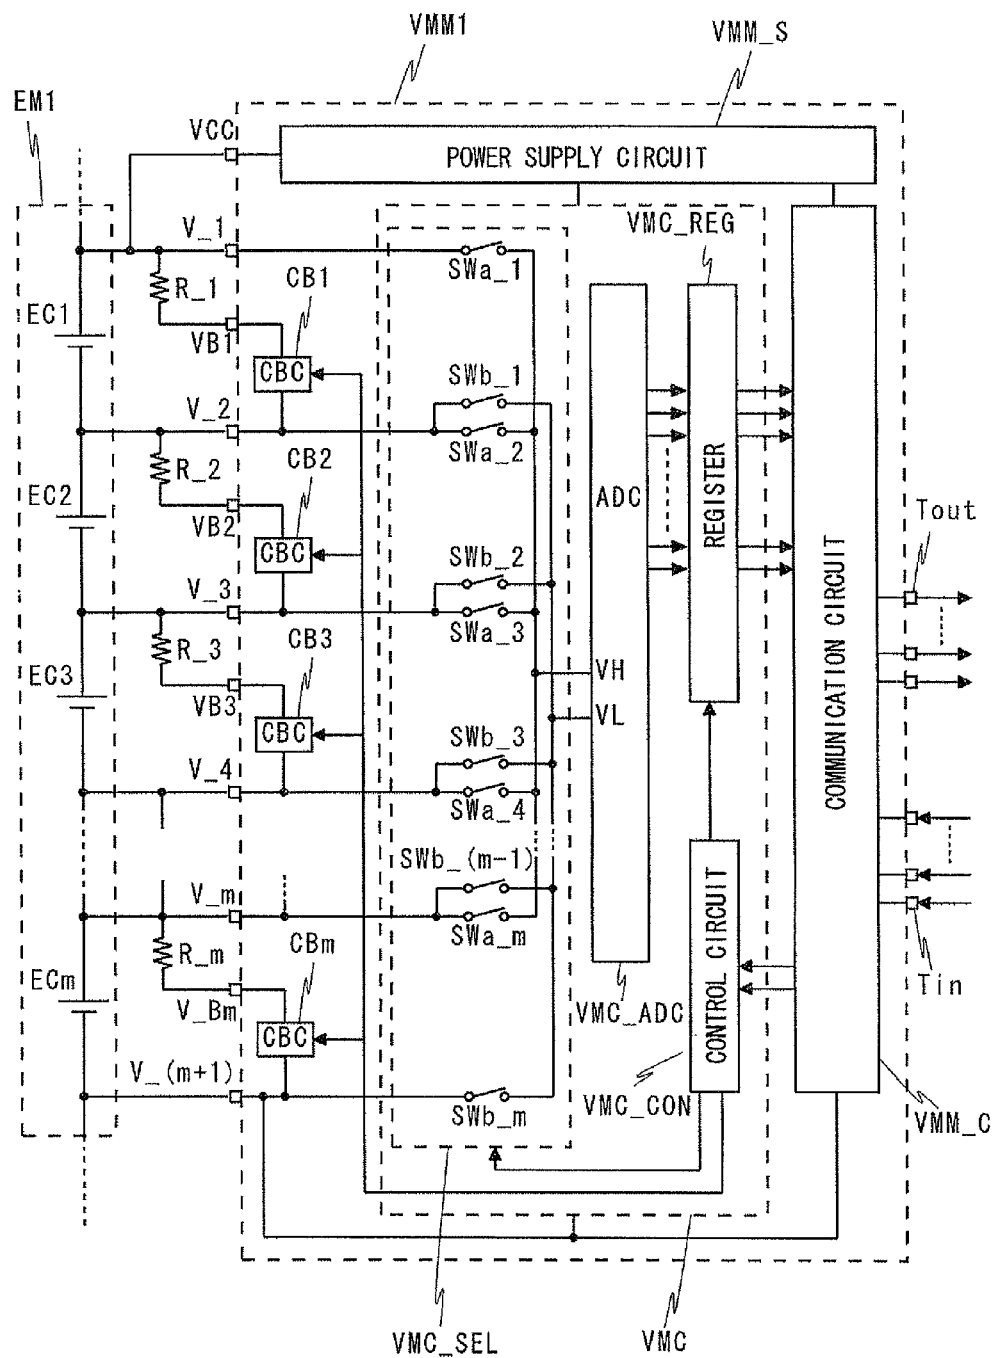 VMM1
VMM_S
EM1
VCC
POWER SUPPLY CIRCUIT
V_1
VMC_REG
SWa_1
EC1
R_1
CB1
VB1
CBC
SWb_1
V_2
SWa_2
CB2
R_2
EC2
ADC
REGISTER
Tout
VB2
CBC
SWb_2
V_3
SWa_3
CB3
R_3
EC3
VH
COMMUNICATION CIRCUIT
VB3
VL
CBC
SWb_3
V_4
SWa_4
SWb_(m-1)
V_m
SWa_m
CBm
R_m
CONTROL CIRCUIT
ECm
Tin
V_Bm
VMC_ADC
CBC
V_(m+1)
SWb_m
VMC_CON
VMM_C
VMC_SEL
VMC